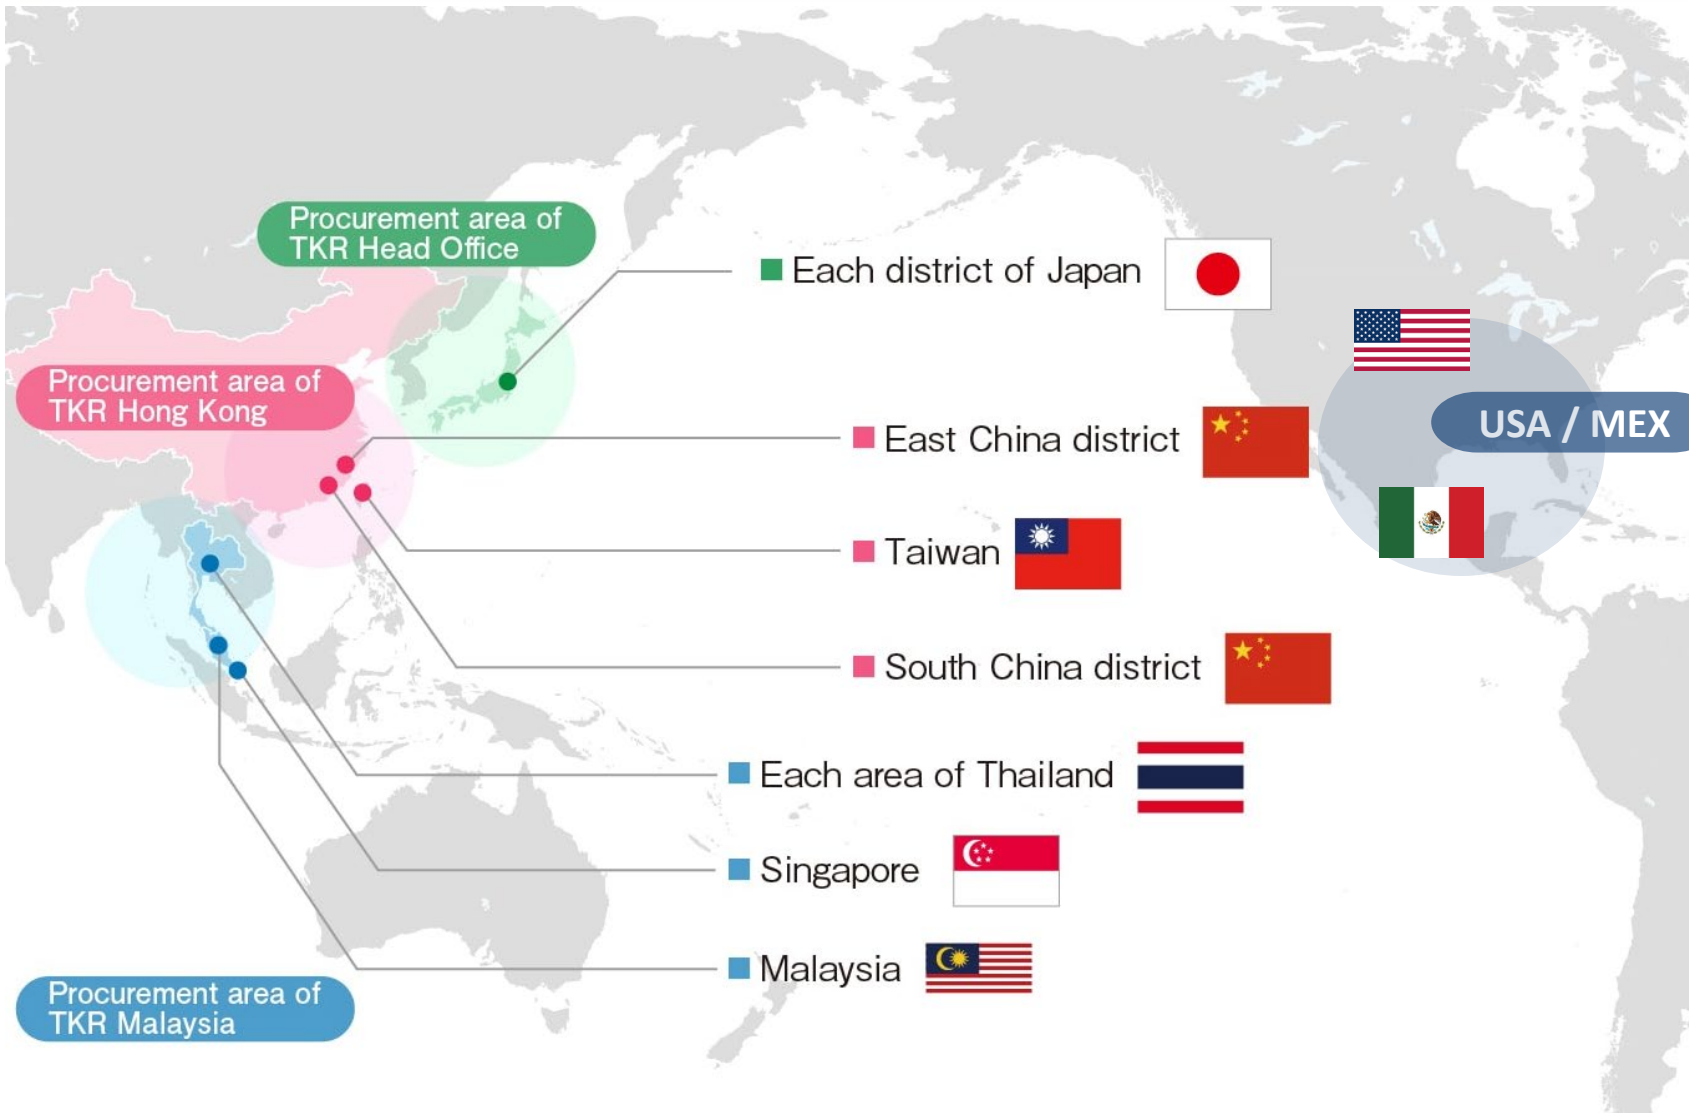 Procurement area of
TKR Head Office
Each district of Japan
Procurement area of
TKR Hong Kong
USA / MEX
East China district
Taiwan
South China district
Each area of Thailand
Singapore
Malaysia
Procurement area of
TKR Malaysia